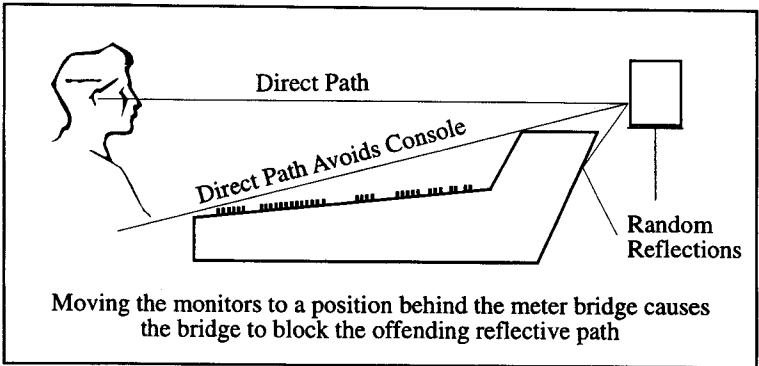 Direct Path
Direct Path Avoids Console
Random
Reflections
Moving the monitors to a position behind the meter bridge causes
the bridge to block the offending reflective path